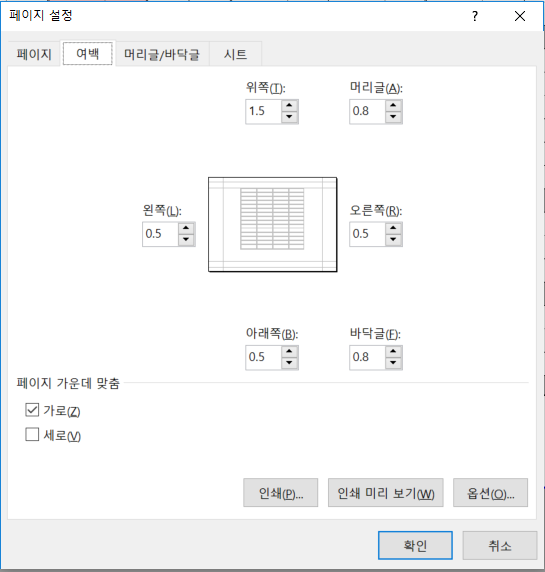 페이지 설정
페이지 여백 머리글/바닥글 시트
위쪽(T): 머리글(A):
1.5 0.8
왼쪽(L): 오른쪽(R):
0.5 0.5
아래쪽(B): 바닥글(F):
0.5 0.8
페이지 가운데 맞춤
가로(Z)
세로(V)
인쇄(P)... 인쇄 미리 보기(W) 옵션(O)...
확인 취소